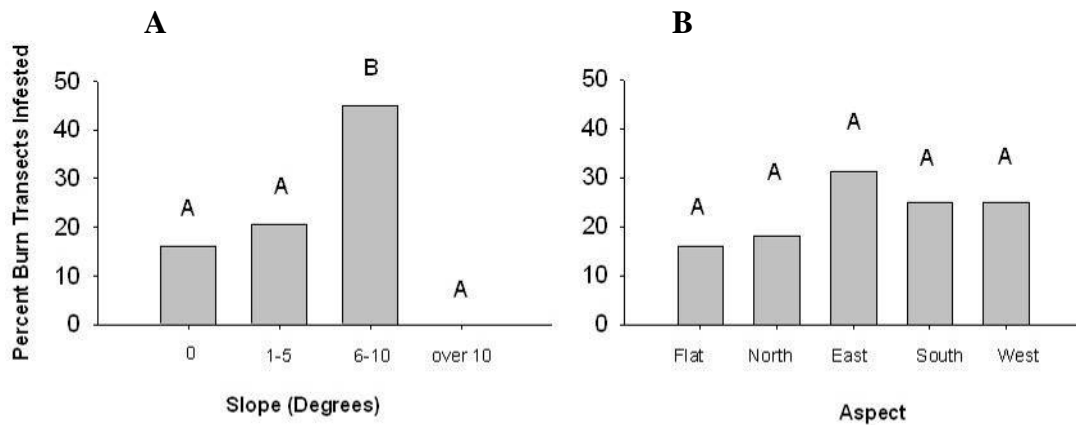 A
B
Percent Burn Transects Infested
50
40
30
20
10
0
A
A
B
A
0
1-5
6-10
over 10
Slope (Degrees)
50
40
30
20
10
0
A
A
A
A
A
Flat
North
East
South
West
Aspect